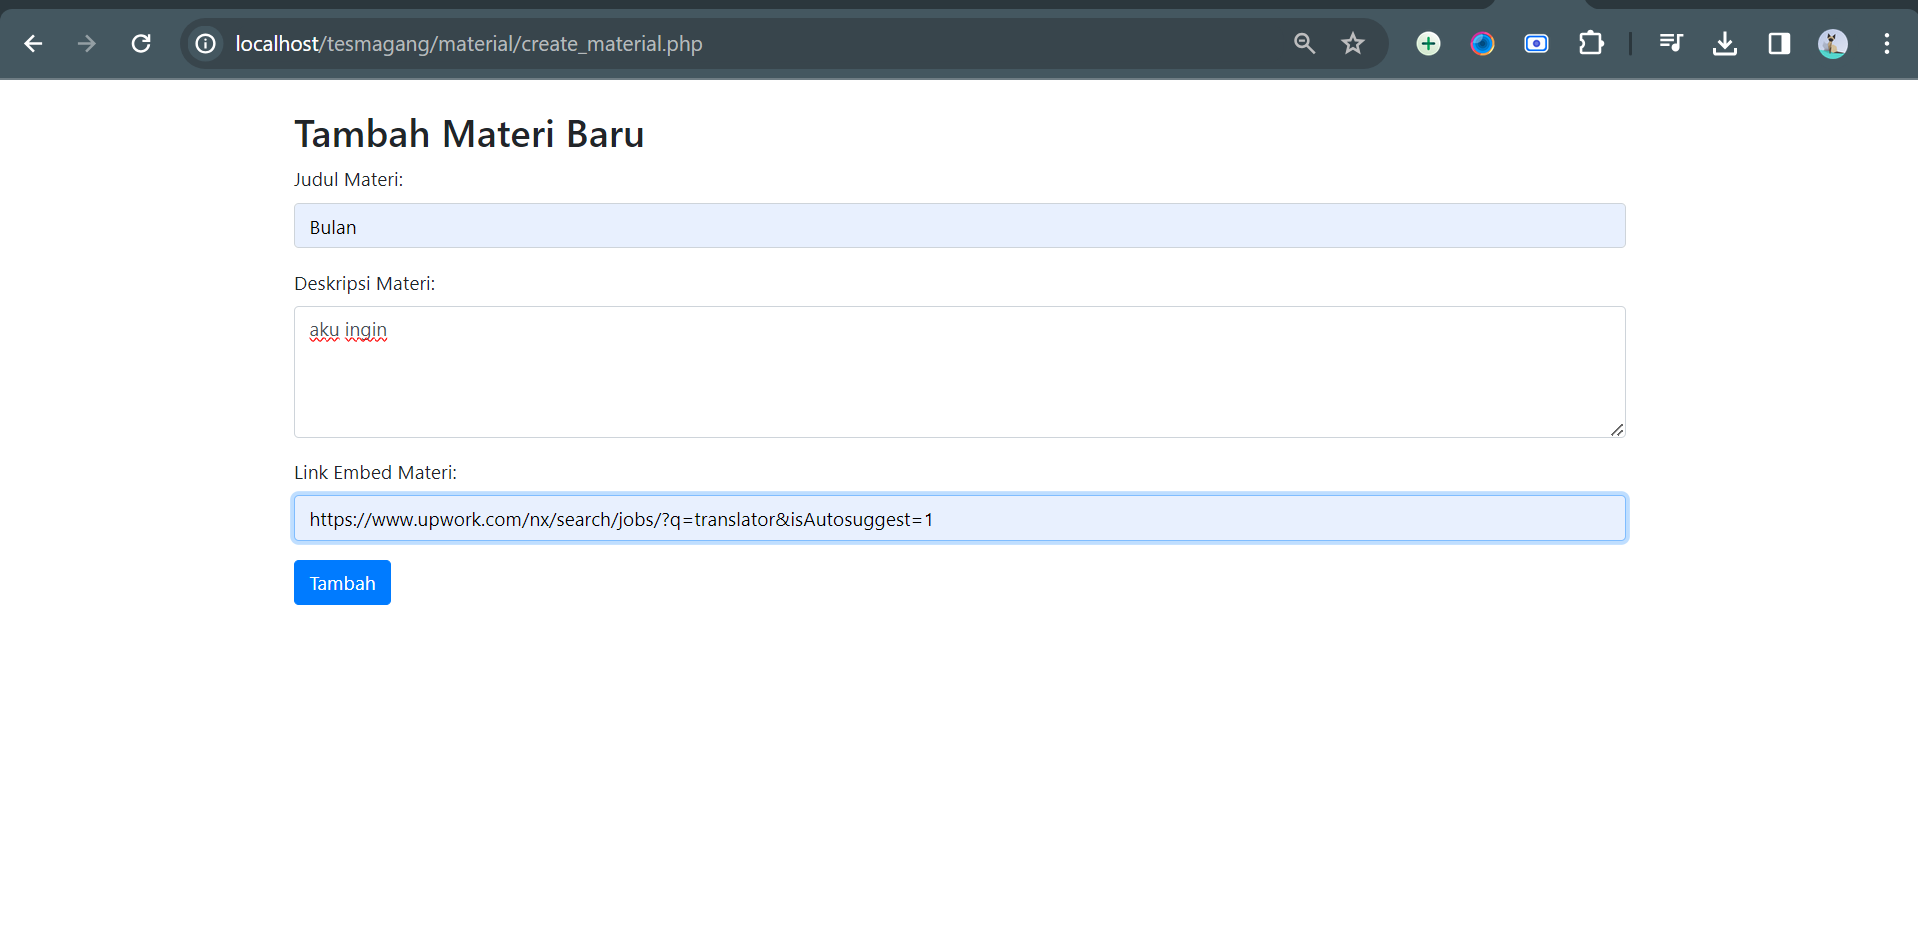 localhost/tesmagang/material/create_material.php
Tambah Materi Baru
Judul Materi:
Bulan
Deskripsi Materi:
aku ingin
Link Embed Materi:
https://www.upwork.com/nx/search/jobs/?q=translator&isAutosuggest=1
Tambah